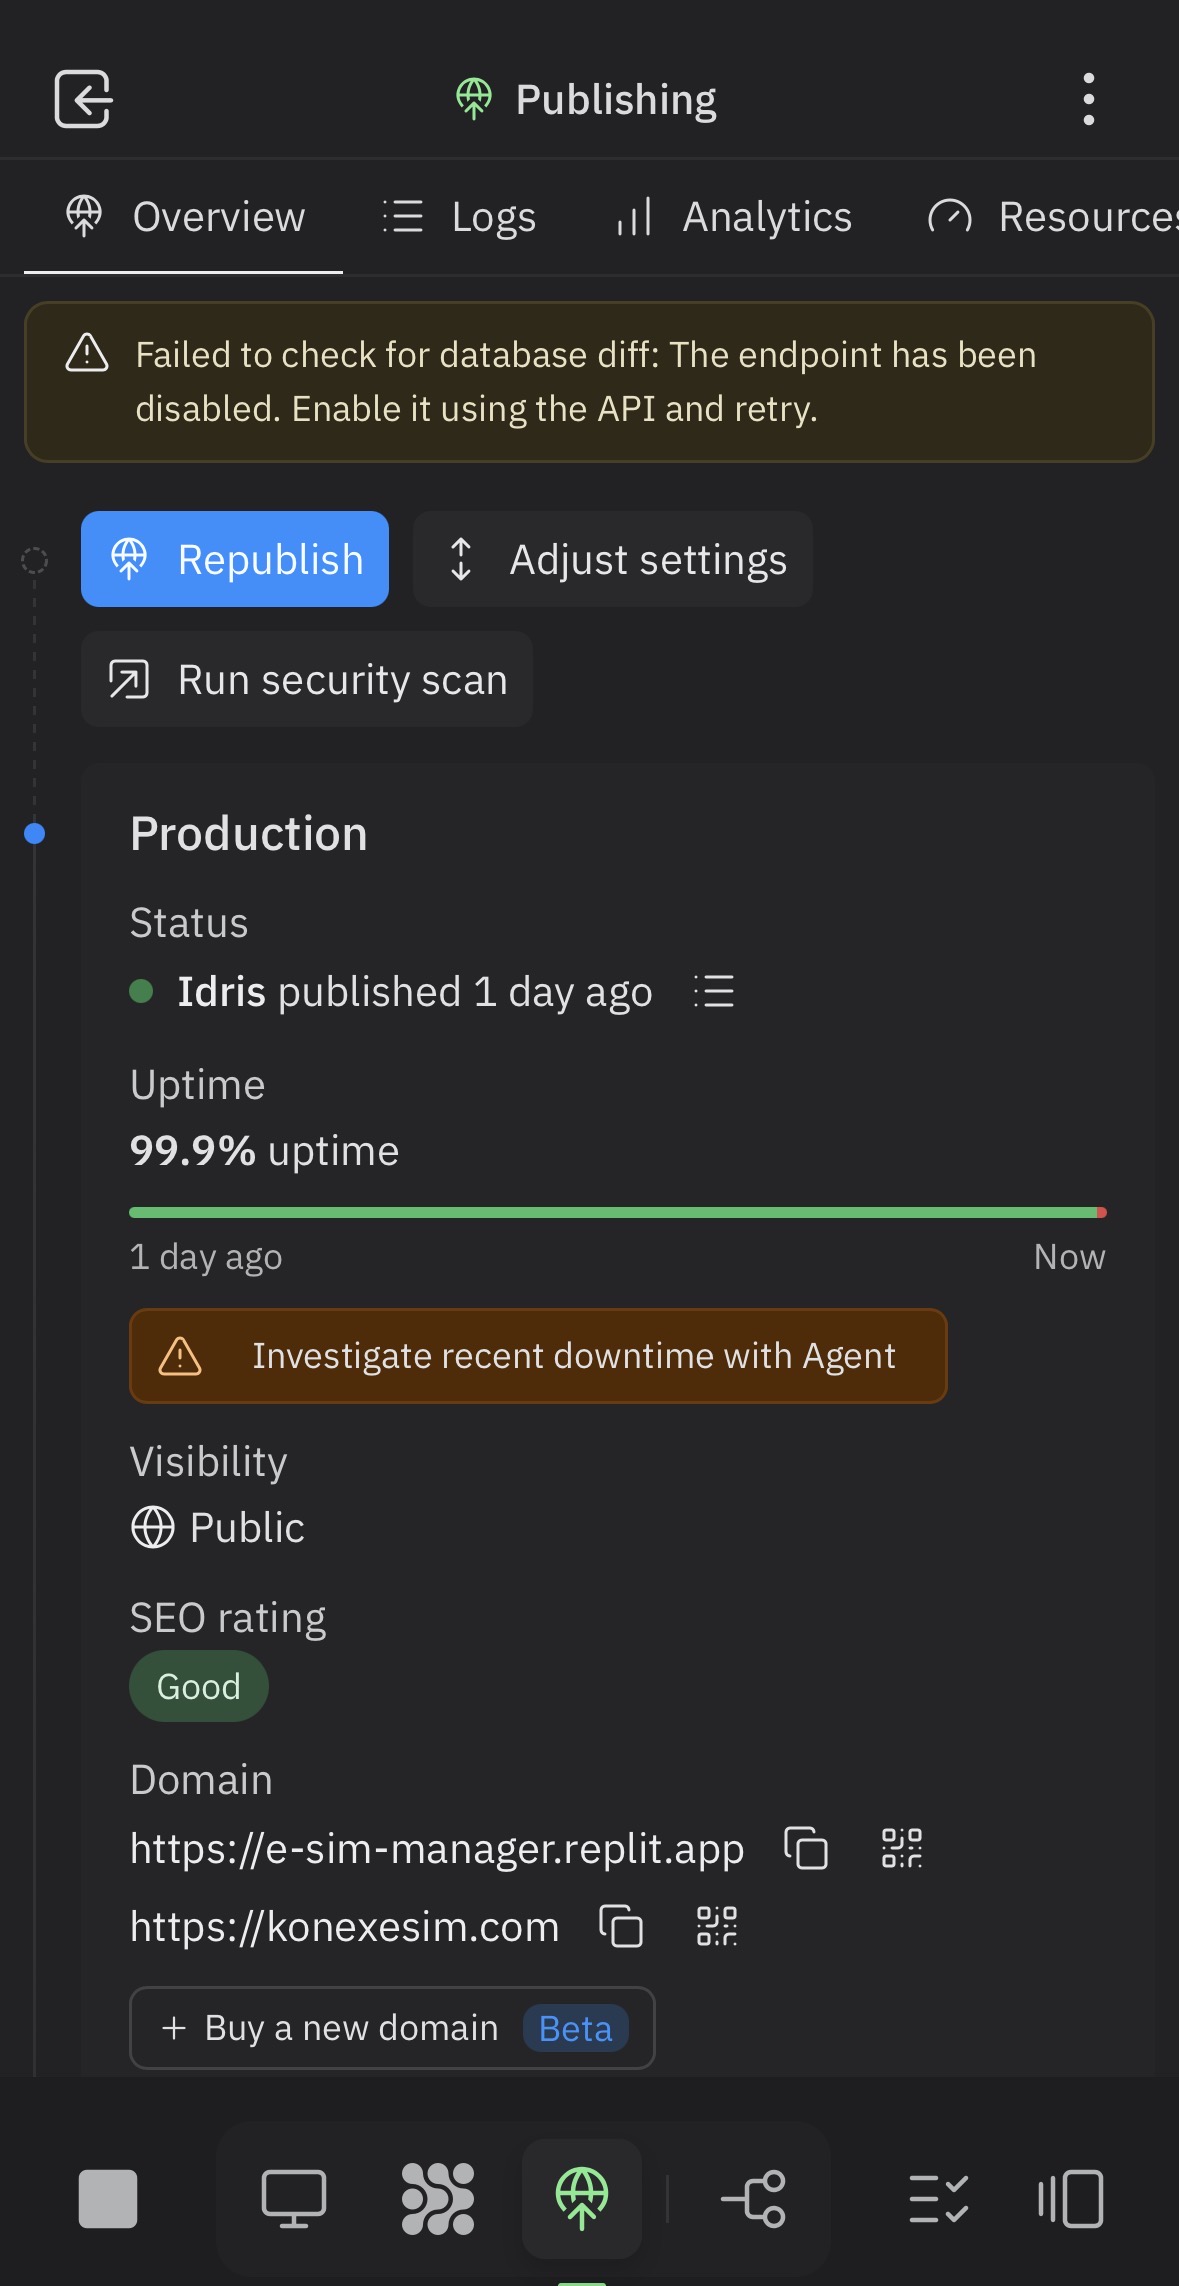 Publishing
Overview
Logs
Analytics
Resources
Failed to check for database diff: The endpoint has been
disabled. Enable it using the API and retry.
Republish
Adjust settings
Run security scan
Production
Status
Idris published 1 day ago
Uptime
99.9% uptime
1 day ago
Now
Investigate recent downtime with Agent
Visibility
Public
SEO rating
Good
Domain
https://e-sim-manager.replit.app
https://konexesim.com
+ Buy a new domain Beta